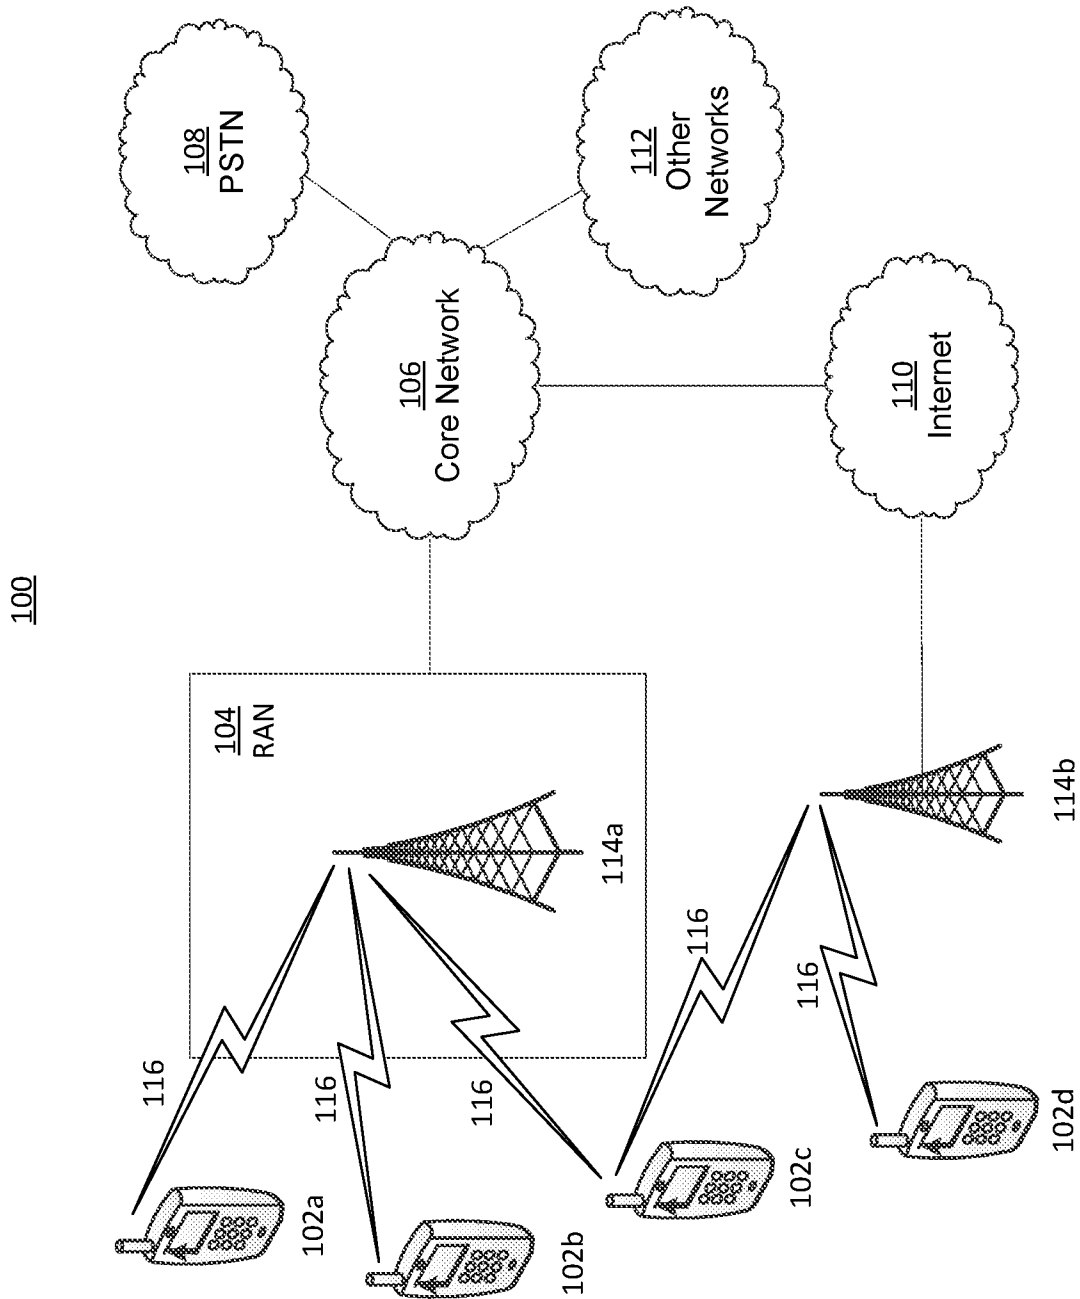 100
108
PSTN
112
Other
Networks
106
Core Network
110
Internet
104
RAN
114a
114b
116
116
116
116
116
102a
102b
102c
102d